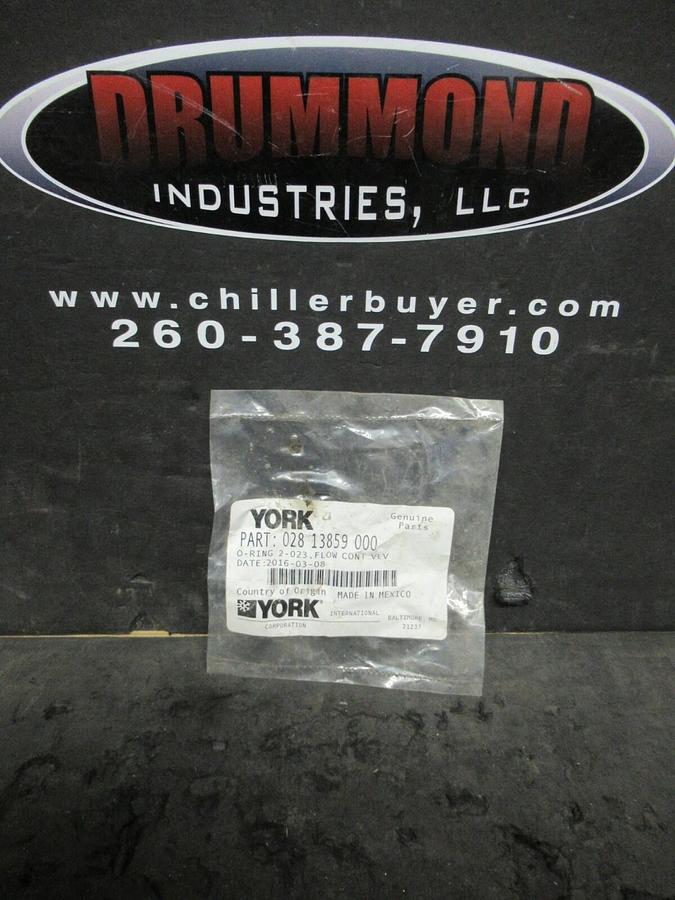 DRUMMOND
INDUSTRIES, LLC
www.chillerbuyer.com
260-387-7910
YORK
Genuine
Parts
PART: 028 13859 000
O-RING 2-023,FLOW CONT VLV
DATE:2016-03-08
Country of Origin MADE IN MEXICO
YORK INTERNATIONAL BALTIMORE, MD
CORPORATION 21237